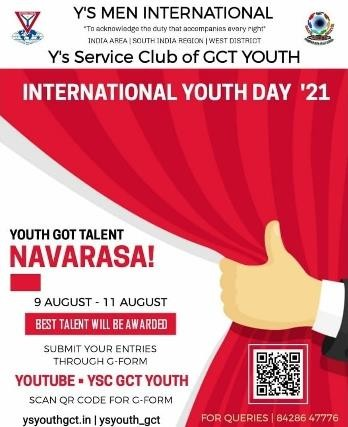 Y'S MEN INTERNATIONAL
"To acknowledge the duty that accompanies every right"
INDIA AREA | SOUTH INDIA REGION | WEST DISTRICT
Y's Service Club of GCT YOUTH
INTERNATIONAL YOUTH DAY '21
YOUTH GOT TALENT
NAVARASA!
9 AUGUST - 11 AUGUST
BEST TALENT WILL BE AWARDED
SUBMIT YOUR ENTRIES
THROUGH G-FORM
YOUTUBE ▪ YSC GCT YOUTH
SCAN QR CODE FOR G-FORM
ysyouthgct.in | ysyouth_gct
FOR QUERIES | 84286 47776